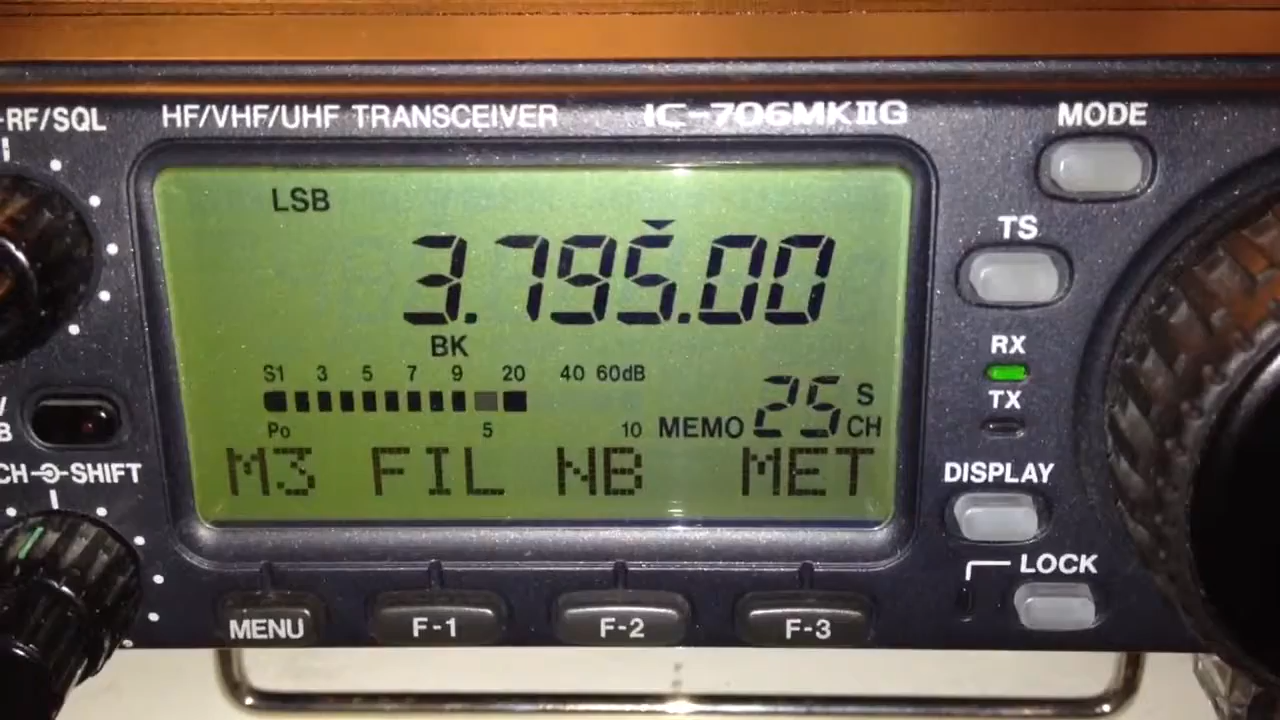 -RF/SQL
HF/VHF/UHF TRANSCEIVER
IC-706MKIIG
MODE
LSB
3.795.00
TS
BK
RX
S1 3 5 7 9 20 40 60dB
25 S
TX
Po 5 10 MEMO CH
M3 FIL NB MET
CH SHIFT
DISPLAY
LOCK
MENU F-1 F-2 F-3